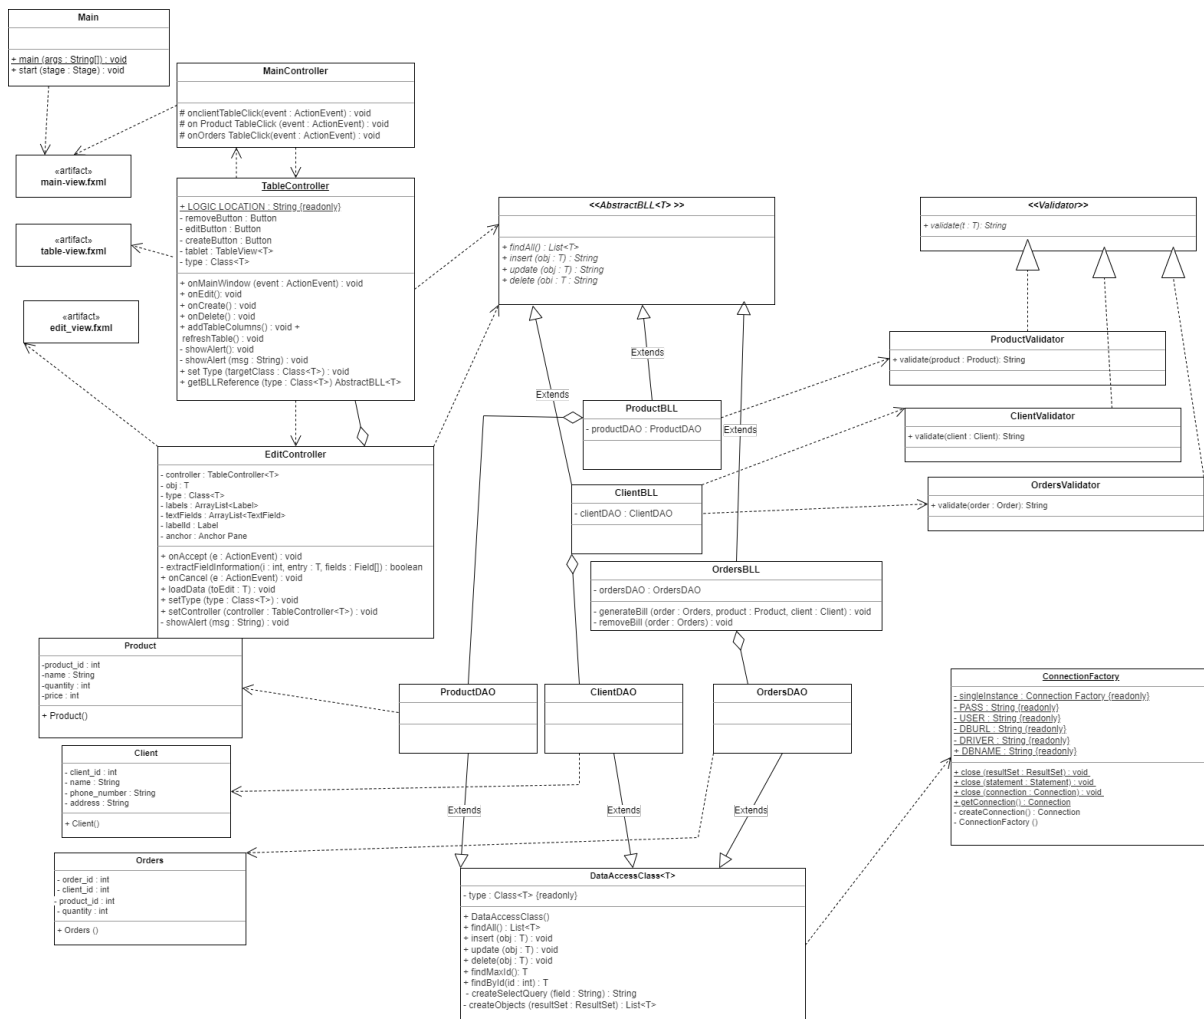 Main
+ main (args : String[]) : void
+ start (stage : Stage) : void
MainController
# onclientTableClick(event : ActionEvent) : void
# on Product TableClick (event : ActionEvent) : void
# onOrders TableClick(event : ActionEvent) : void
«artifact»
main-view.fxml
«artifact»
table-view.fxml
«artifact»
edit_view.fxml
TableController
+ LOGIC LOCATION : String {readonly}
- removeButton : Button
- editButton : Button
- createButton : Button
- tablet : TableView<T>
- type : Class<T>
+ onMainWindow (event : ActionEvent) : void
+ onEdit(): void
+ onCreate() : void
+ onDelete() : void
+ addTableColumns() : void +
refreshTable() : void
- showAlert(): void
- showAlert (msg : String) : void
+ set Type (targetClass : Class<T>) : void
+ getBLLReference (type : Class<T>) AbstractBLL<T>
<<AbstractBLL<T> >>
+ findAll() : List<T>
+ insert (obj : T) : String
+ update (obj : T) : String
+ delete (obi : T : String
<<Validator>>
+ validate(t : T): String
ProductValidator
+ validate(product : Product): String
ClientValidator
+ validate(client : Client): String
OrdersValidator
+ validate(order : Order): String
Extends
Extends
Extends
ProductBLL
- productDAO : ProductDAO
ClientBLL
- clientDAO : ClientDAO
OrdersBLL
- ordersDAO : OrdersDAO
- generateBill (order : Orders, product : Product, client : Client) : void
- removeBill (order : Orders) : void
EditController
- controller : TableController<T>
- obj : T
- type : Class<T>
- labels : ArrayList<Label>
- textFields : ArrayList<TextField>
- labelId : Label
- anchor : Anchor Pane
+ onAccept (e : ActionEvent) : void
- extractFieldInformation(i : int, entry : T, fields : Field[]) : boolean
+ onCancel (e : ActionEvent) : void
+ loadData (toEdit : T) : void
+ setType (type : Class<T>) : void
+ setController (controller : TableController<T>) : void
- showAlert (msg : String) : void
Product
-product_id : int
-name : String
-quantity : int
-price : int
+ Product()
Client
- client_id : int
- name : String
- phone_number : String
- address : String
+ Client()
Orders
- order_id : int
- client_id : int
- product_id : int
- quantity : int
+ Orders ()
ProductDAO
ClientDAO
OrdersDAO
Extends
Extends
Extends
DataAccessClass<T>
- type : Class<T> {readonly}
+ DataAccessClass()
+ findAll() : List<T>
+ insert (obj : T) : void
+ update (obj : T) : void
+ delete(obj : T) : void
+ findMaxId(): T
+ findById(id : int) : T
- createSelectQuery (field : String) : String
- createObjects (resultSet : ResultSet) : List<T>
ConnectionFactory
- singleInstance : Connection Factory {readonly}
- PASS : String {readonly}
- USER : String {readonly}
- DBURL : String {readonly}
- DRIVER : String {readonly}
+ DBNAME : String {readonly}
+ close (resultSet : ResultSet) : void
+ close (statement : Statement) : void
+ close (connection : Connection) : void
+ getConnection() : Connection
- createConnection() : Connection
- ConnectionFactory ()